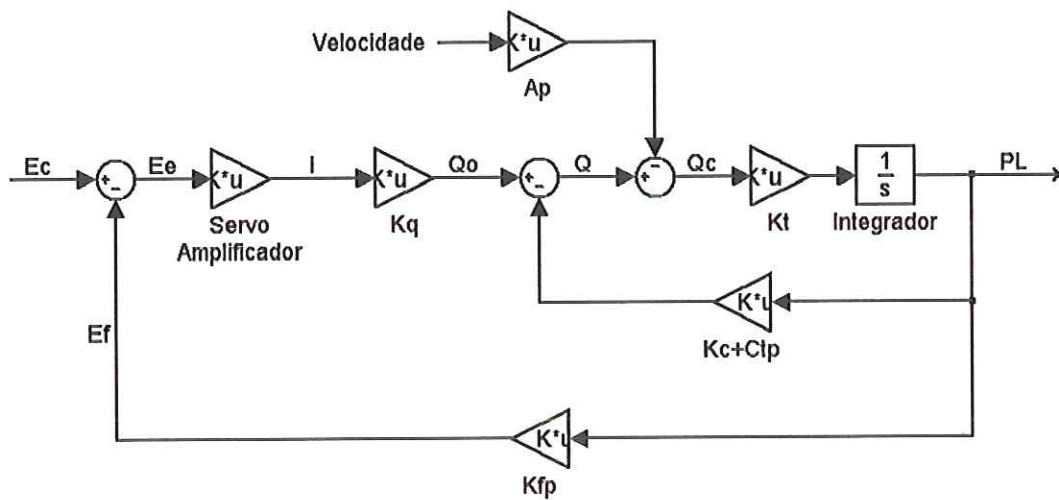 Velocidade
K*u
Ap
Ec
+
-
Ee
K*u
Servo
Amplificador
I
K*u
Kq
Qo
+
-
Q
-
+
Qc
K*u
Kt
1
s
Integrador
PL
K*u
Kc+Ctp
Ef
K*u
Kfp